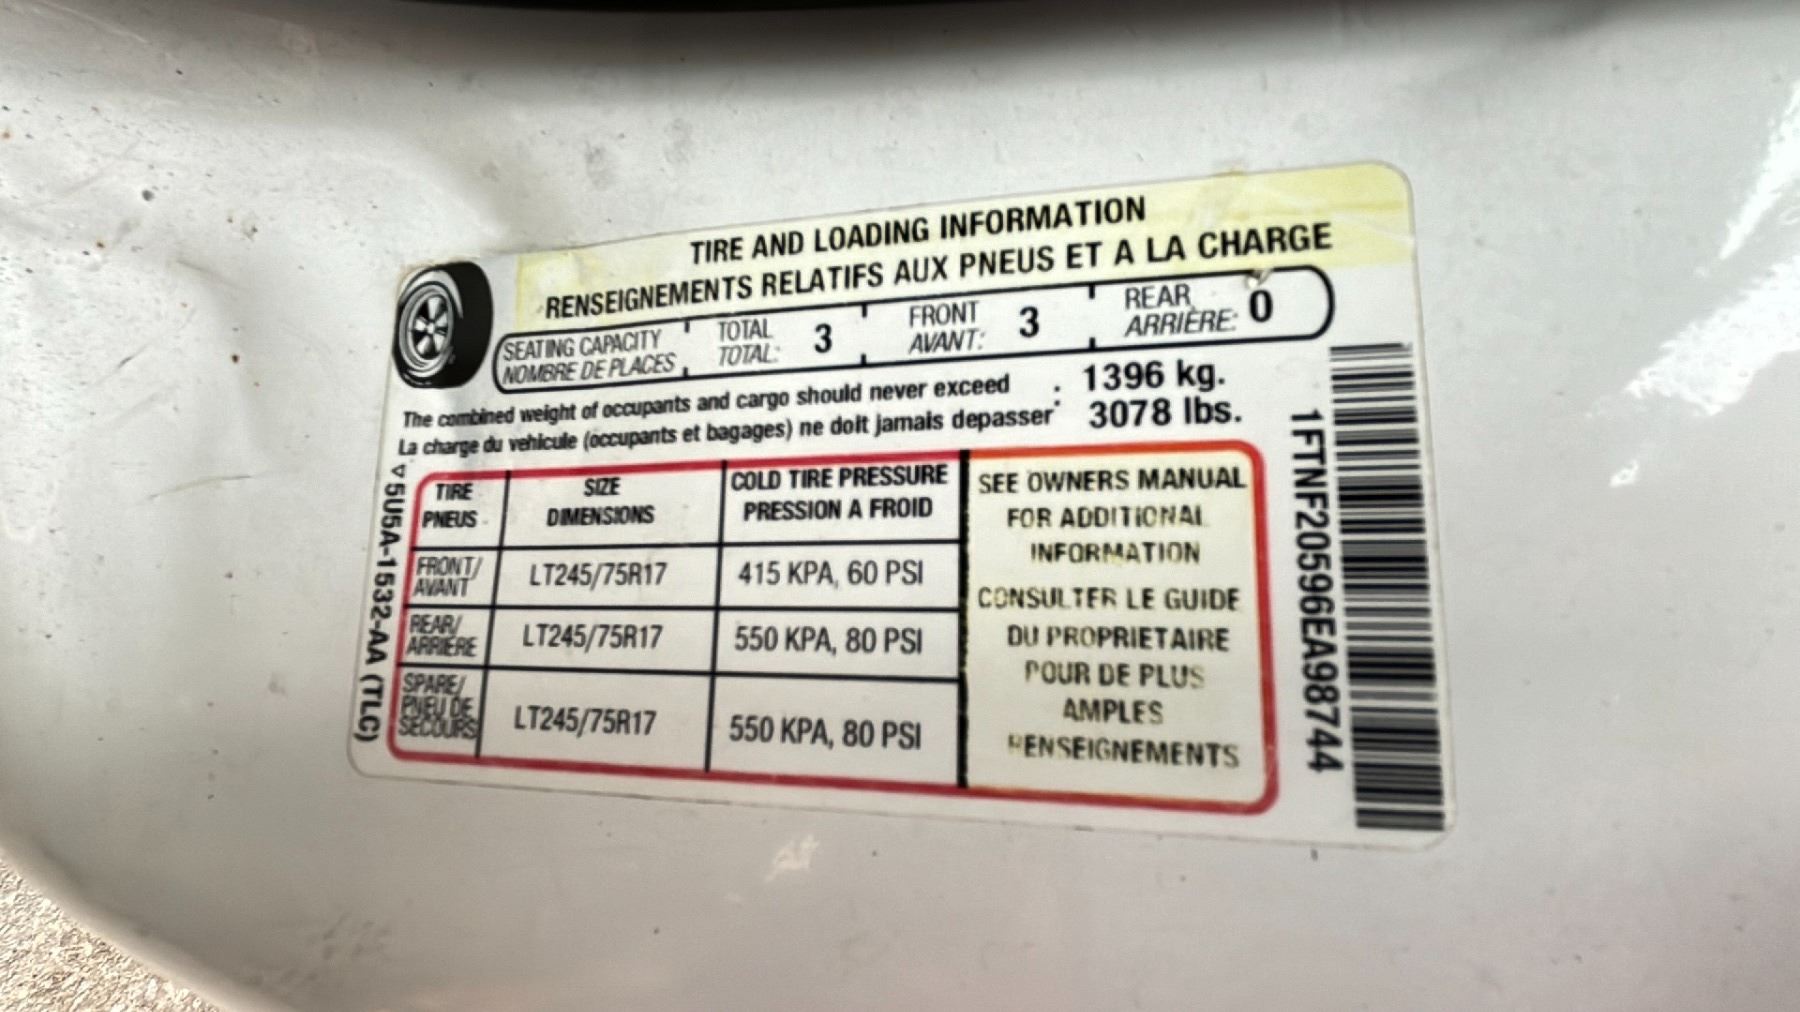 TIRE AND LOADING INFORMATION
RENSEIGNEMENTS RELATIFS AUX PNEUS ET A LA CHARGE
SEATING CAPACITY TOTAL FRONT REAR
NOMBRE DE PLACES TOTAL: 3 AVANT: 3 ARRIÈRE: 0
The combined weight of occupants and cargo should never exceed : 1396 kg.
La charge du vehicule (occupants et bagages) ne doit jamais depasser 3078 lbs.
TIRE SIZE COLD TIRE PRESSURE
PNEUS DIMENSIONS PRESSION A FROID
FRONT/
AVANT LT245/75R17 415 KPA, 60 PSI
REAR/
ARRIERE LT245/75R17 550 KPA, 80 PSI
SPARE/
PNEU DE
SECOURS LT245/75R17 550 KPA, 80 PSI
SEE OWNERS MANUAL
FOR ADDITIONAL
INFORMATION
CONSULTER LE GUIDE
DU PROPRIETAIRE
POUR DE PLUS
AMPLES
RENSEIGNEMENTS
5U5A-1532-AA (TLC)
1FTNF20596EA98744